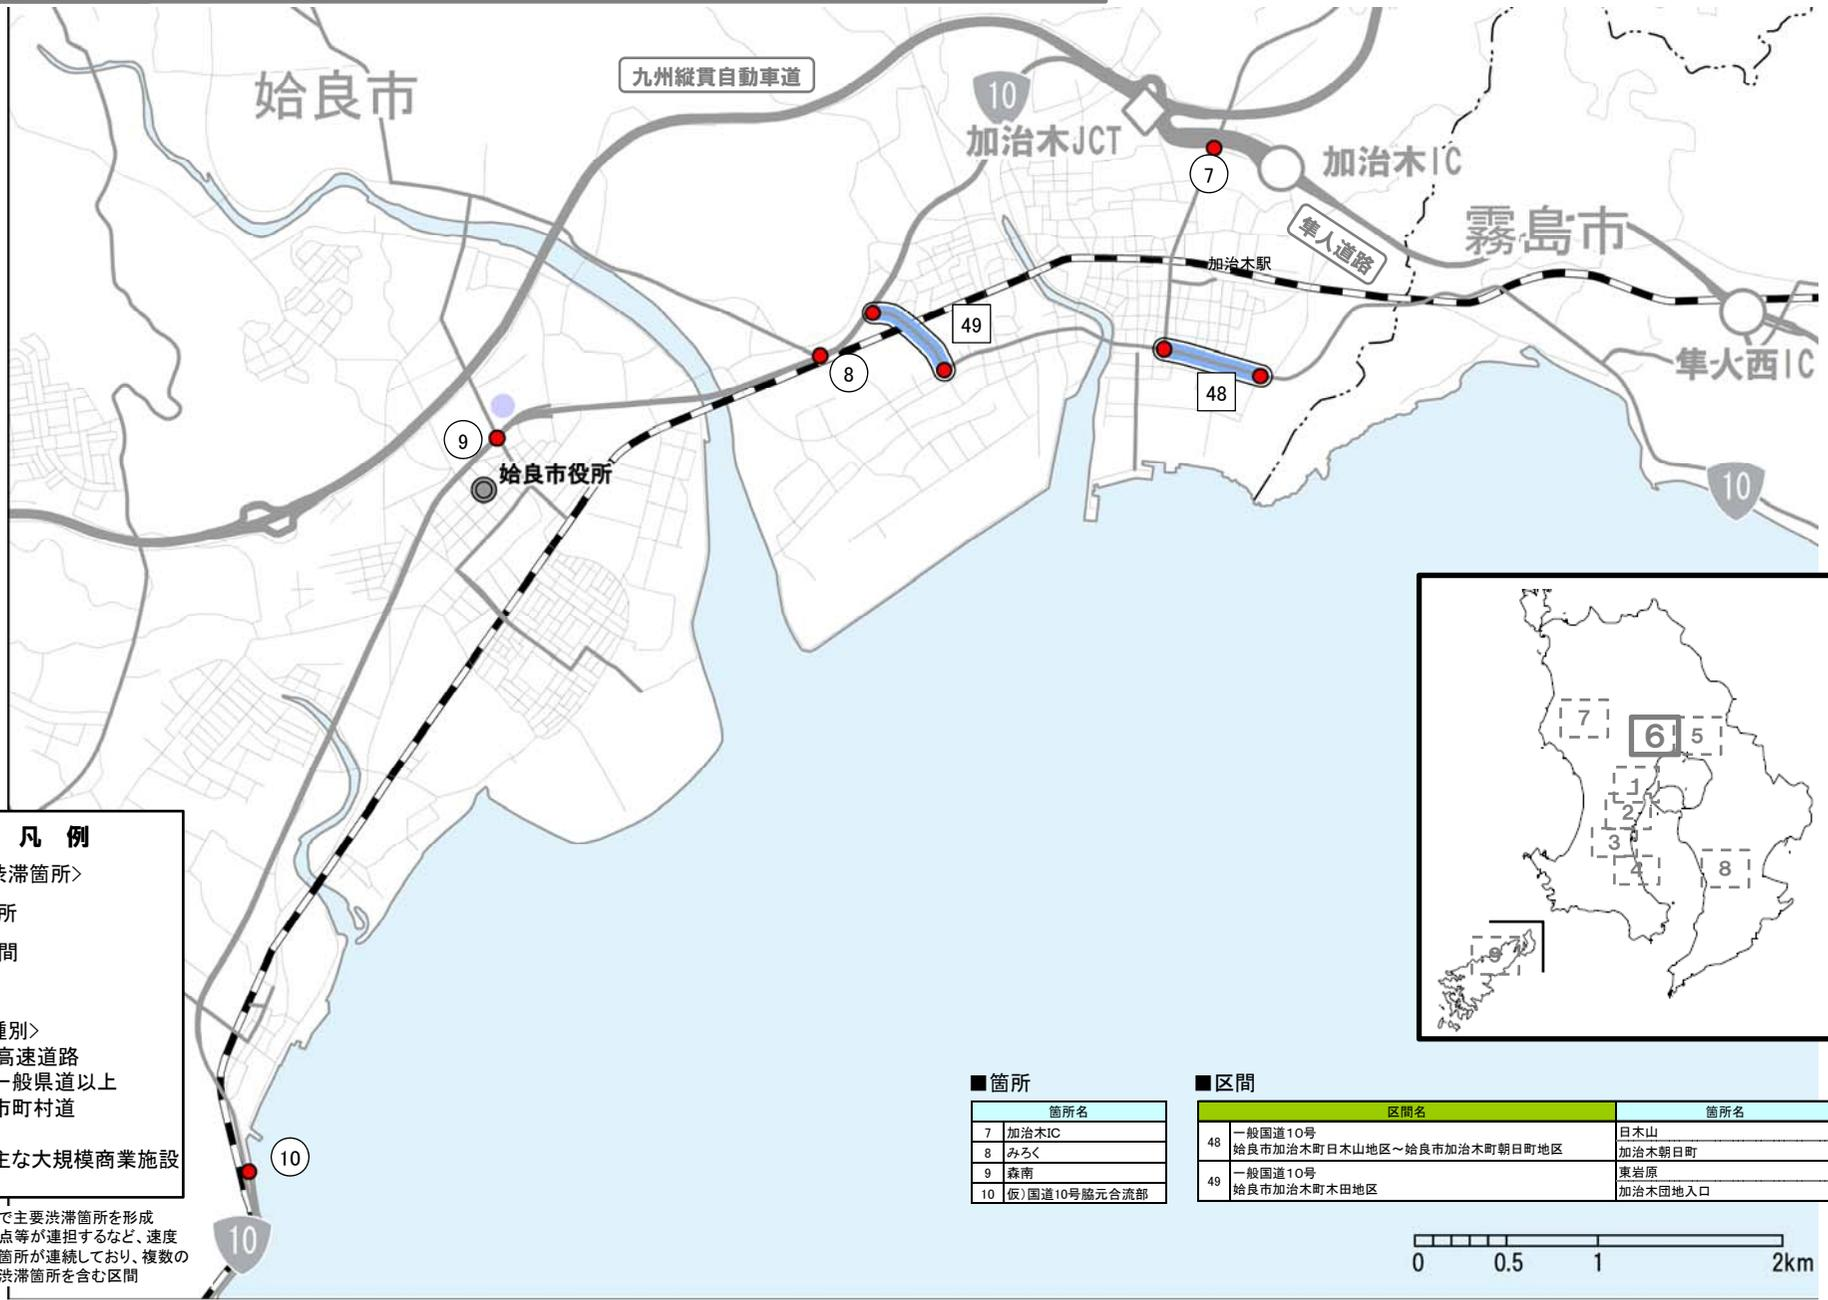 姶良市
九州縦貫自動車道
10
加治木JCT
加治木IC
7
霧島市
隼人道路
加治木駅
49
8
48
隼人西IC
9
姶良市役所
10
7
6
5
1
2
3
4
8
9
凡 例
渋滞箇所>
所
間
種別>
高速道路
一般県道以上
市町村道
主な大規模商業施設
10
10
で主要渋滞箇所を形成
点等が連担するなど、速度
箇所が連続しており、複数の
渋滞箇所を含む区間
■箇所
箇所名
7 加治木IC
8 みろく
9 森南
10 仮)国道10号脇元合流部
■区間
区間名 箇所名
48 一般国道10号 日木山
姶良市加治木町日木山地区～姶良市加治木町朝日町地区 加治木朝日町
49 一般国道10号 東岩原
姶良市加治木町木田地区 加治木団地入口
0 0.5 1 2km